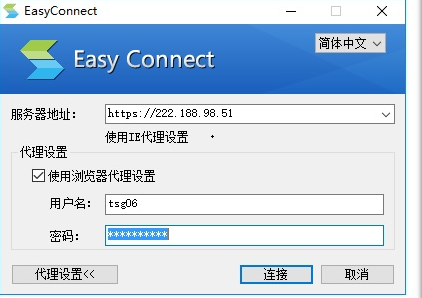 EasyConnect
Easy Connect
简体中文
服务器地址: https://222.188.98.51
使用IE代理设置
代理设置
使用浏览器代理设置
用户名: tsg06
密码: **********
代理设置<< 连接 取消